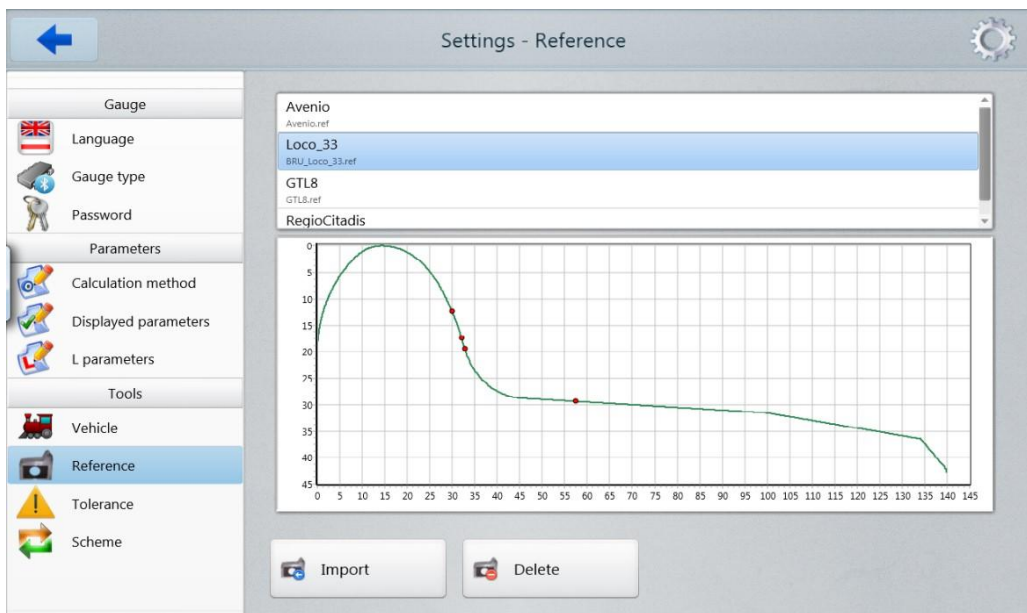 Settings - Reference
Gauge
Language
Gauge type
Password
Parameters
Calculation method
Displayed parameters
L parameters
Tools
Vehicle
Reference
Tolerance
Scheme
Avenio
Avenio.ref
Loco_33
BRU_Loco_33.ref
GTL8
GTL8.ref
RegioCitadis
0
5
10
15
20
25
30
35
40
45
0 5 10 15 20 25 30 35 40 45 50 55 60 65 70 75 80 85 90 95 100 105 110 115 120 125 130 135 140 145
Import
Delete